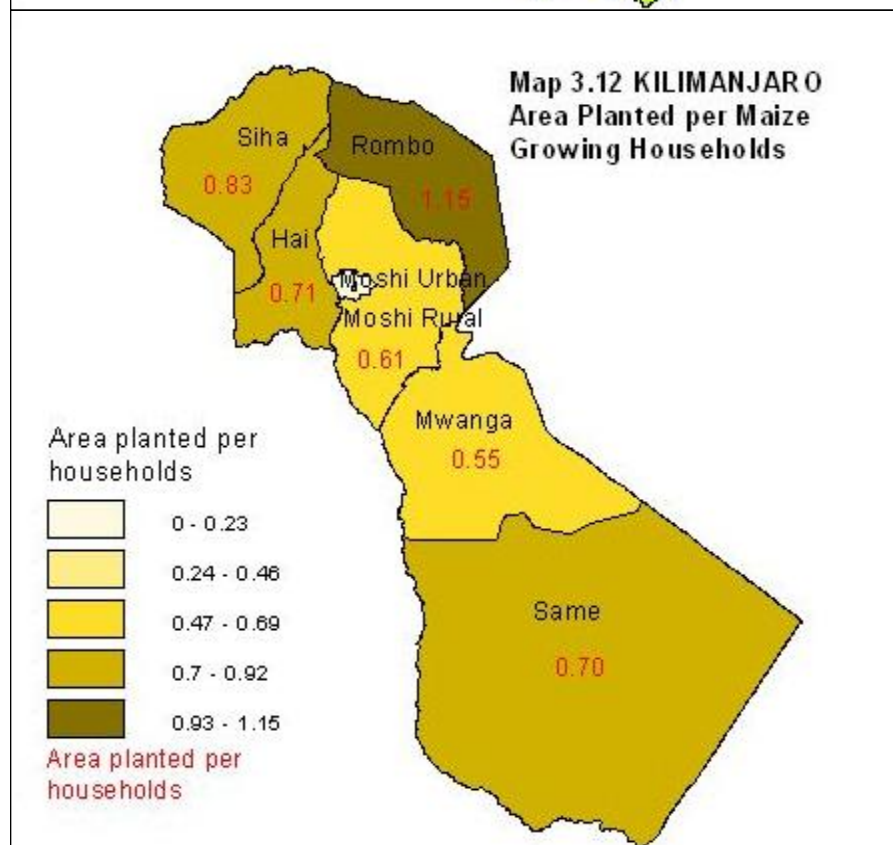 Map 3.12 KILIMANJARO
Area Planted per Maize
Growing Households
Siha
0.83
Rombo
1.15
Hai
0.71
Moshi Urban
Moshi Rural
0.61
Mwanga
0.55
Same
0.70
Area planted per
households
0 - 0.23
0.24 - 0.46
0.47 - 0.69
0.7 - 0.92
0.93 - 1.15
Area planted per
households